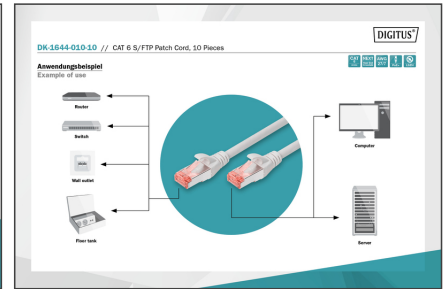 DIGITUS®
DK-1644-010-10 // CAT 6 S/FTP Patch Cord, 10 Pieces
Anwendungsbeispiel
Example of use
Router
Switch
Wall outlet
Floor tank
Computer
Server